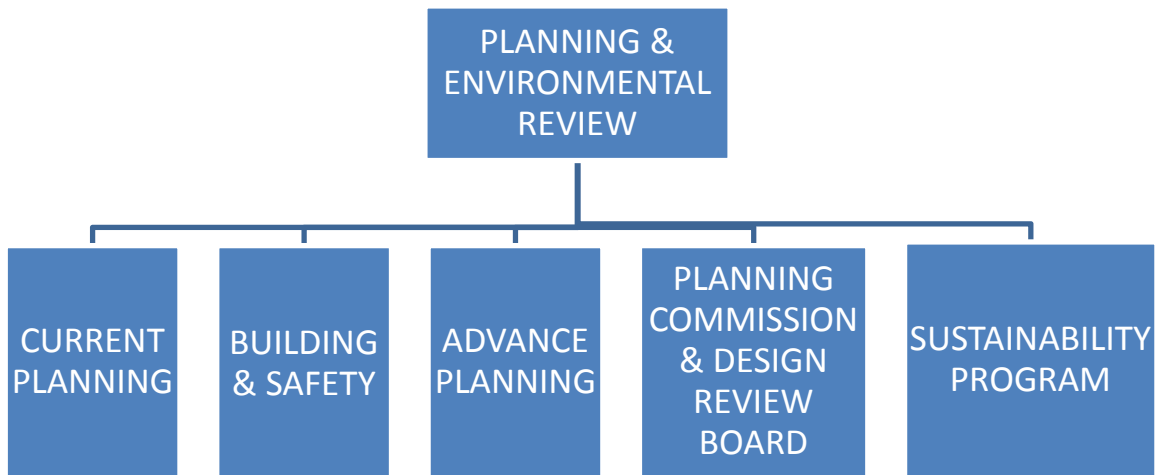 PLANNING &
ENVIRONMENTAL
REVIEW
CURRENT
PLANNING
BUILDING
& SAFETY
ADVANCE
PLANNING
PLANNING
COMMISSION
& DESIGN
REVIEW
BOARD
SUSTAINABILITY
PROGRAM